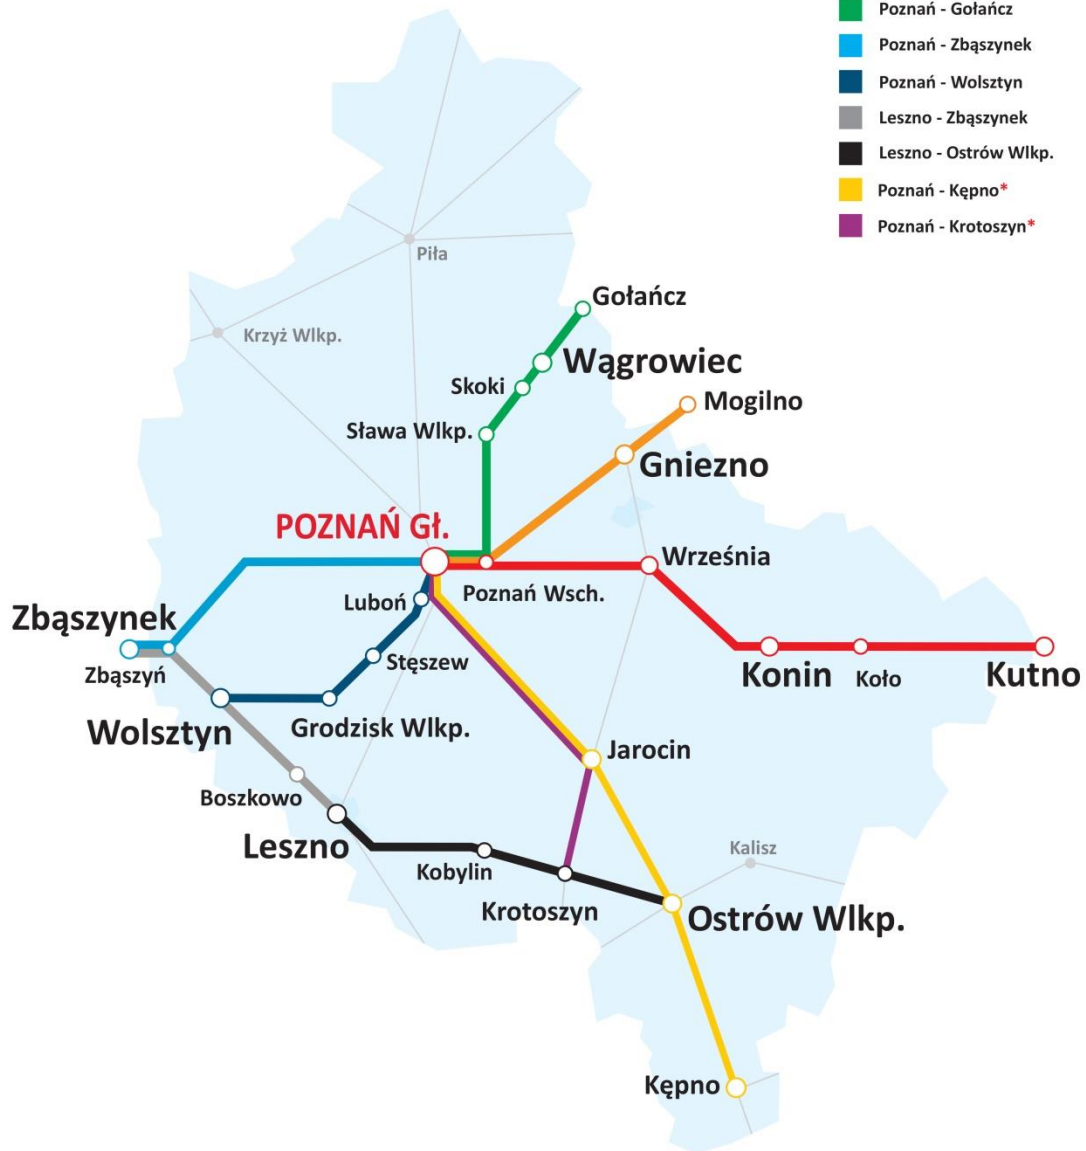 Poznań - Gołańcz
Poznań - Zbąszynek
Poznań - Wolsztyn
Leszno - Zbąszynek
Leszno - Ostrów Wlkp.
Poznań - Kępno*
Poznań - Krotoszyn*
Piła
Gołańcz
Krzyż Wlkp.
Wągrowiec
Skoki
Mogilno
Sława Wlkp.
Gniezno
POZNAŃ Gł.
Września
Poznań Wsch.
Luboń
Zbąszynek
Stęszew
Zbąszyń
Konin
Koło
Kutno
Grodzisk Wlkp.
Wolsztyn
Jarocin
Boszkowo
Leszno
Kalisz
Kobylin
Krotoszyn
Ostrów Wlkp.
Kępno